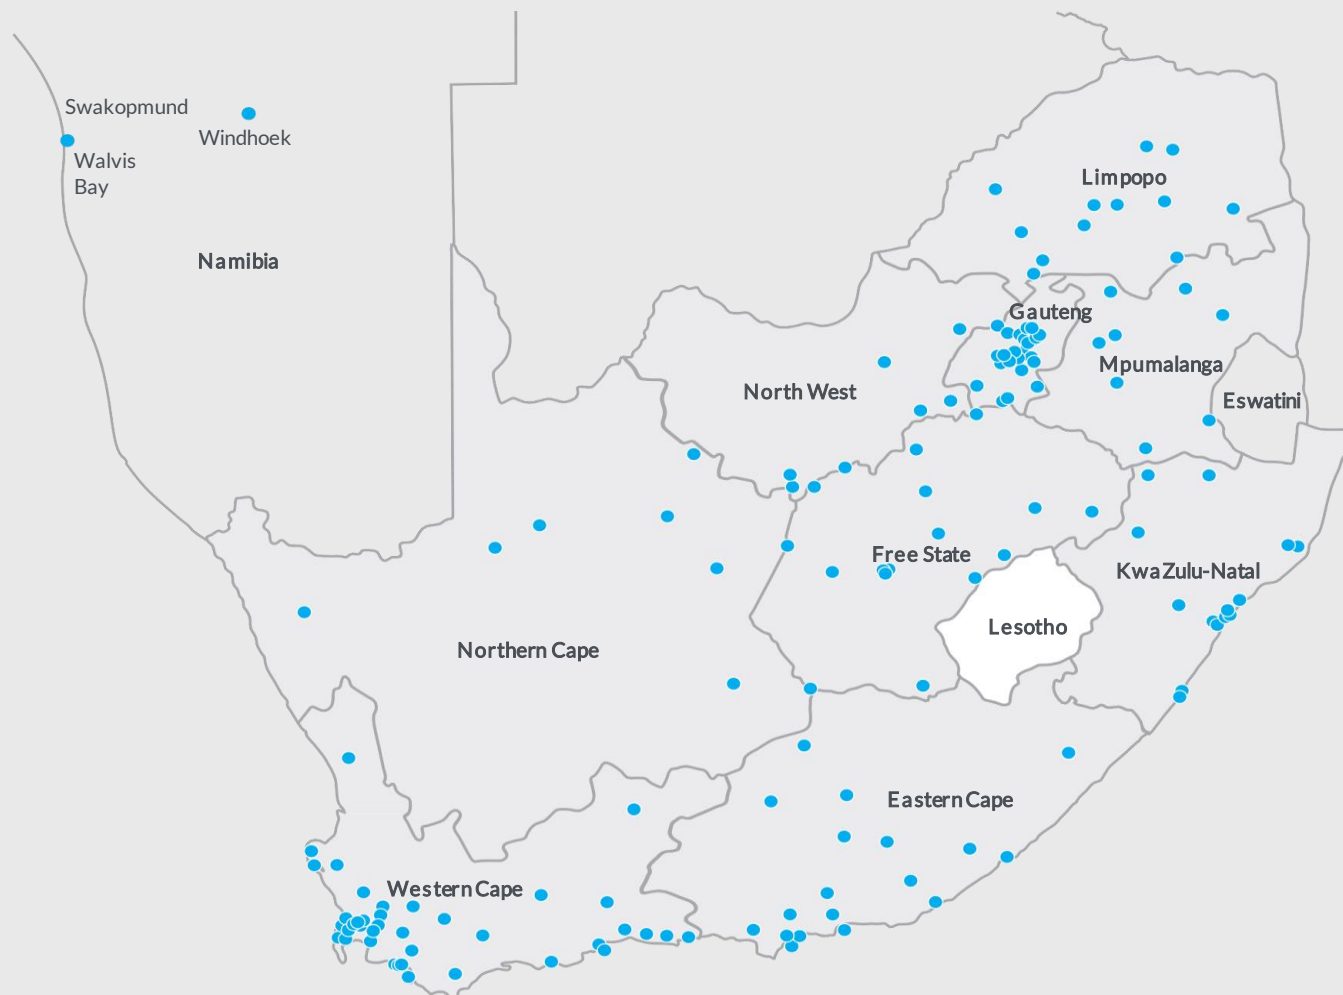 Swakopmund
Windhoek
Walvis
Bay
Limpopo
Namibia
Gauteng
Mpumalanga
North West
Eswatini
Free State
KwaZulu-Natal
Lesotho
Northern Cape
Eastern Cape
Western Cape